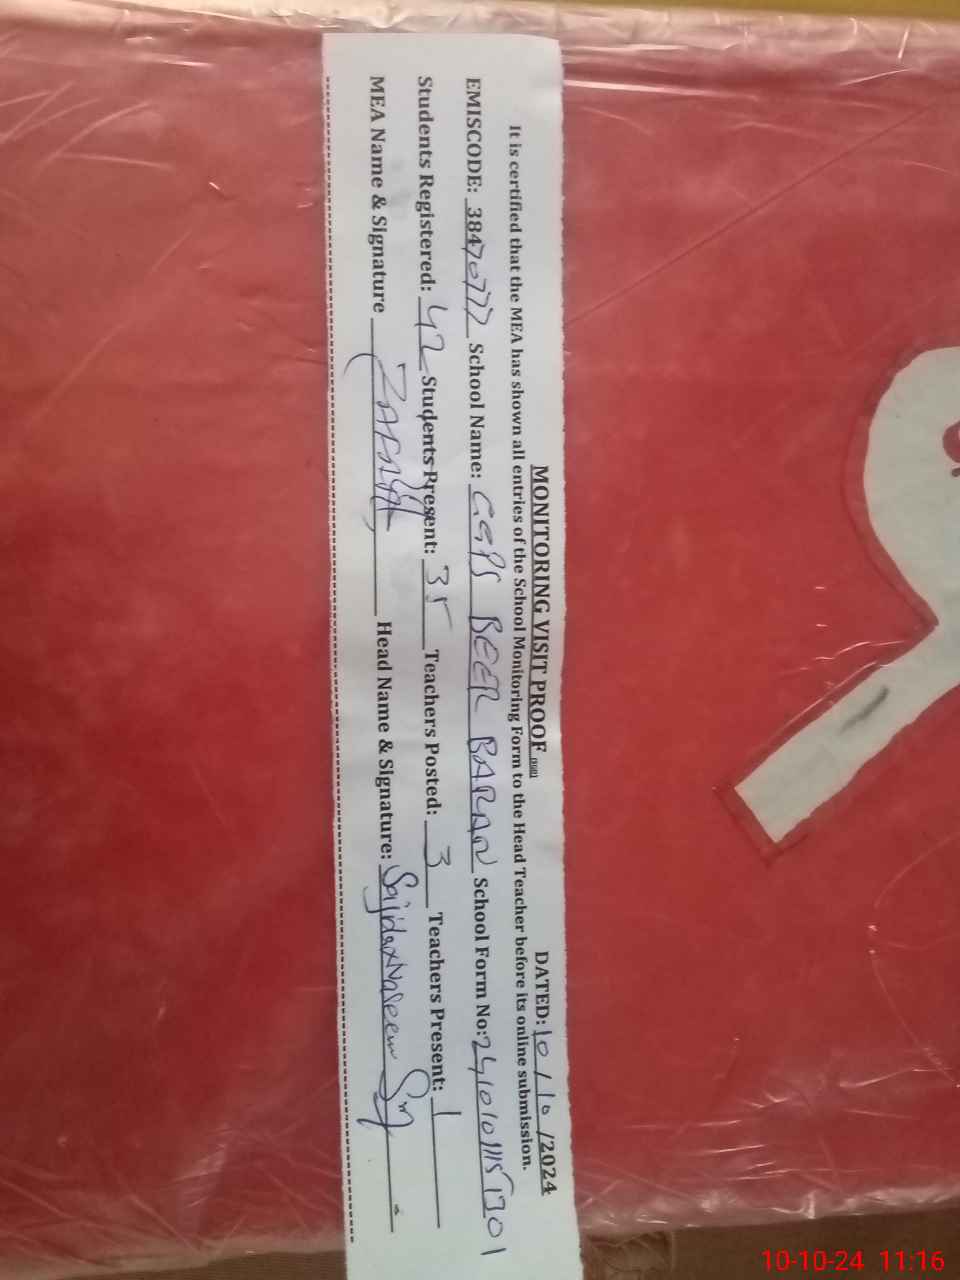 MONITORING VISIT PROOF DATED: 10/10/2024
It is certified that the MEA has shown all entries of the School Monitoring Form to the Head Teacher before its online submission.
EMISCODE: 38470777 School Name: GGPS BEER BARAN School Form No:
Students Registered: 42 Students Present: 35 Teachers Posted: 3 Teachers Present: 1
MEA Name & Signature Head Name & Signature: Sajida Naseem
10-10-24 11:16